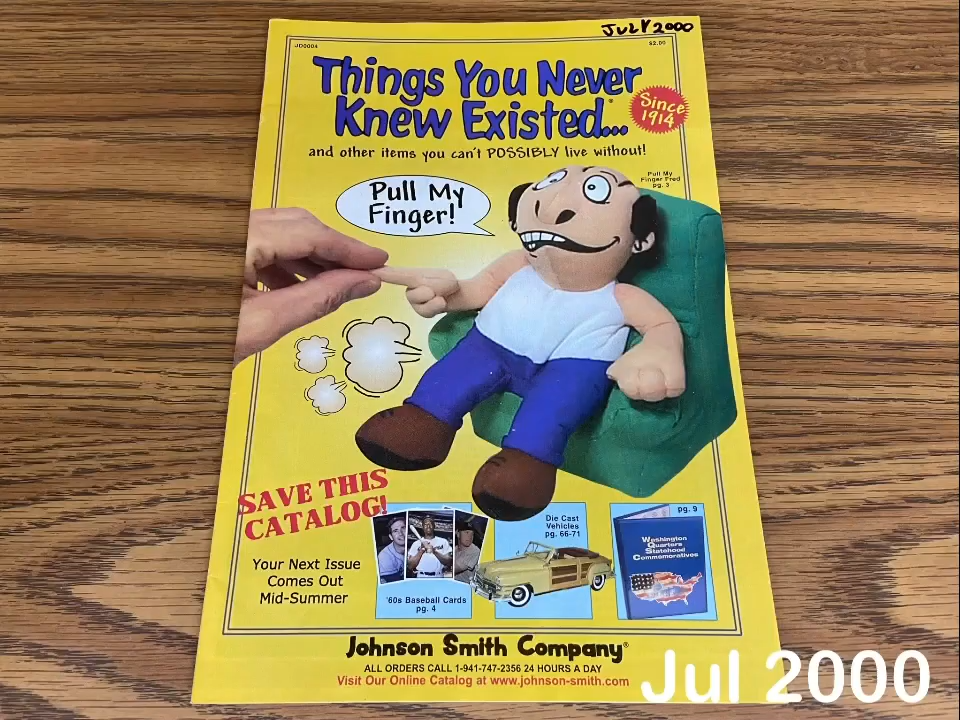 JULY 2000
JD0004
$2.00
Things You Never
Knew Existed...®
Since
1914
and other items you can't POSSIBLY live without!
Pull My
Finger Fred
pg. 3
Pull My
Finger!
SAVE THIS
CATALOG!
Your Next Issue
Comes Out
Mid-Summer
'60s Baseball Cards
pg. 4
Die Cast
Vehicles
pg. 66-71
pg. 9
Washington
Quarters
Statehood
Commemoratives
Johnson Smith Company®
ALL ORDERS CALL 1-941-747-2356 24 HOURS A DAY
Visit Our Online Catalog at www.johnson-smith.com
Jul 2000